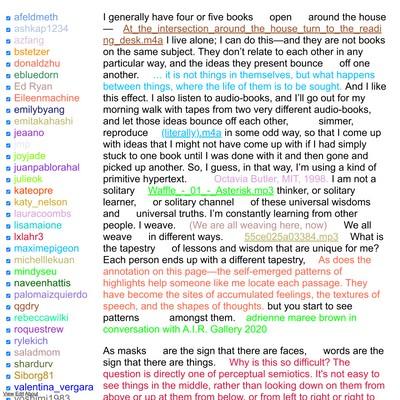 afeldmeth
ashkap1234
azfang
bstetzer
donaldzhu
ebluedorn
Ed Ryan
Eileenmachine
emilybyang
emitakahashi
jeaano
jmp
joyjade
juanpablorahal
julieok
kateopre
katy_nelson
lauracoombs
lisamaione
lxlahr3
maximepegeon
michelllekuan
mindyseu
naveenhattis
palomaizquierdo
qgdry
rebeccawilki
roquestrew
rylekich
saladmom
shardurv
Siborg81
valentina_vergara
yoshimi1983
View Edit About
I generally have four or five books open around the house
— At_the_intersection_around_the_house_turn_to_the_readi
ng_desk.m4a I live alone; I can do this—and they are not books
on the same subject. They don’t relate to each other in any
particular way, and the ideas they present bounce off one
another. … it is not things in themselves, but what happens
between things, where the life of them is to be sought. And I like
this effect. I also listen to audio-books, and I’ll go out for my
morning walk with tapes from two very different audio-books,
and let those ideas bounce off each other, simmer,
reproduce (literally).m4a in some odd way, so that I come up
with ideas that I might not have come up with if I had simply
stuck to one book until I was done with it and then gone and
picked up another. So, I guess, in that way, I’m using a kind of
primitive hypertext. Octavia Butler, MIT, 1998. I am not a
solitary Waffle_-_01_-_Asterisk.mp3 thinker, or solitary
learner, or solitary channel of these universal wisdoms
and universal truths. I’m constantly learning from other
people. I weave. (We are all weaving here, now) We all
weave in different ways. 55ce025a03384.mp3 What is
the tapestry of lessons and wisdom that are unique for me?
Each person ends up with a different tapestry, As does the
annotation on this page—the self-emerged patterns of
highlights help someone like me locate each passage. They
have become the sites of accumulated feelings, the textures of
speech, and the shapes of thoughts. but you start to see
patterns amongst them. adrienne maree brown in
conversation with A.I.R. Gallery 2020
As masks are the sign that there are faces, words are the
sign that there are things. Why is this so difficult? The
question is directly one of perceptual semiotics. It's not easy to
see things in the middle, rather than looking down on them from
above or up at them from below, or from left to right or right to